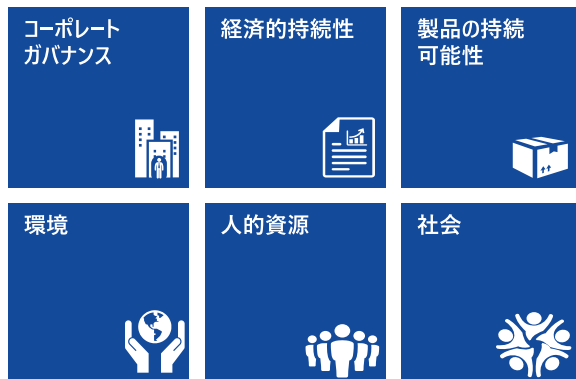 コーポレート
ガバナンス
経済的持続性
製品の持続
可能性
環境
人的資源
社会